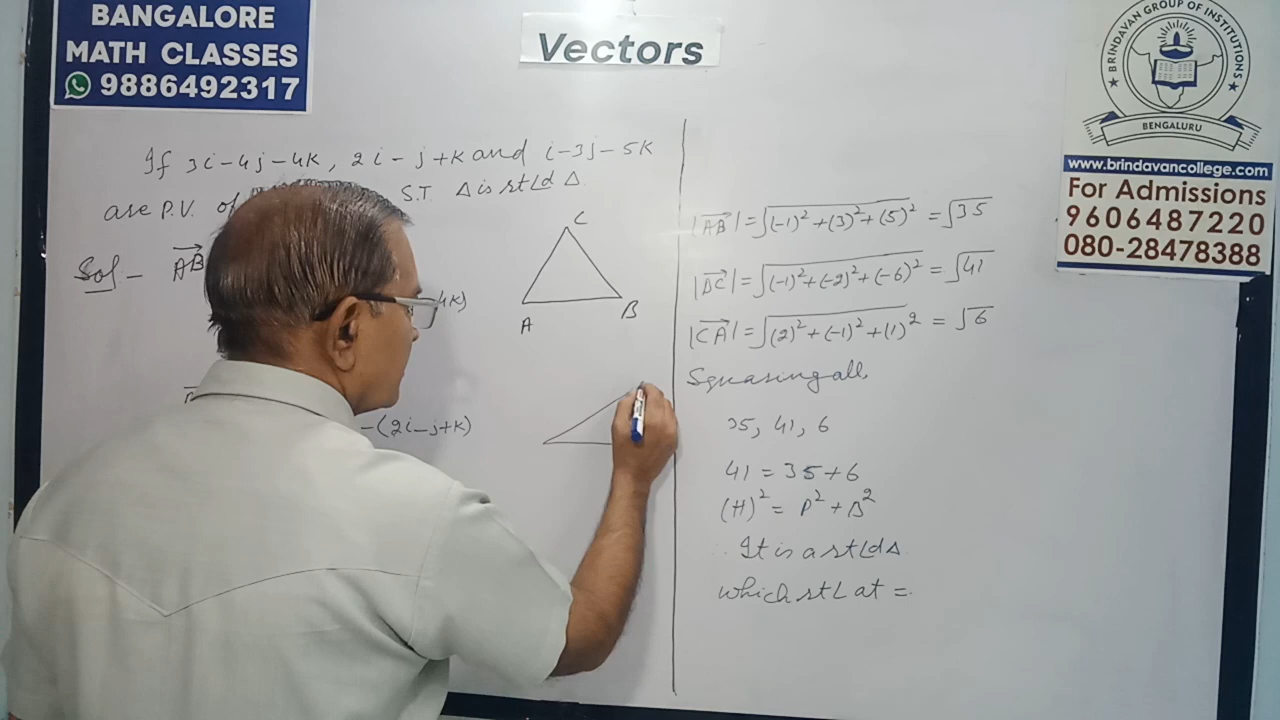 BANGALORE
MATH CLASSES
9886492317
Vectors
BRINDAVAN GROUP OF INSTITUTIONS
BENGALURU
www.brindavancollege.com
For Admissions
9606487220
080-28478388
If 3i-4j-4k, 2i-j+k and i-3j-5k
are P.V. of S.T Δ is rt∠d Δ
Sol - AB
4k)
-(2i-j+k)
C
A B
|AB| = √(-1)²+(3)²+(5)² = √35
|BC| = √(-1)²+(-2)²+(-6)² = √41
|CA| = √(2)²+(-1)²+(1)² = √6
Squaring all,
35, 41, 6
41 = 35+6
(H)² = P²+B²
∴ It is a rt∠d Δ
which rt∠ at =